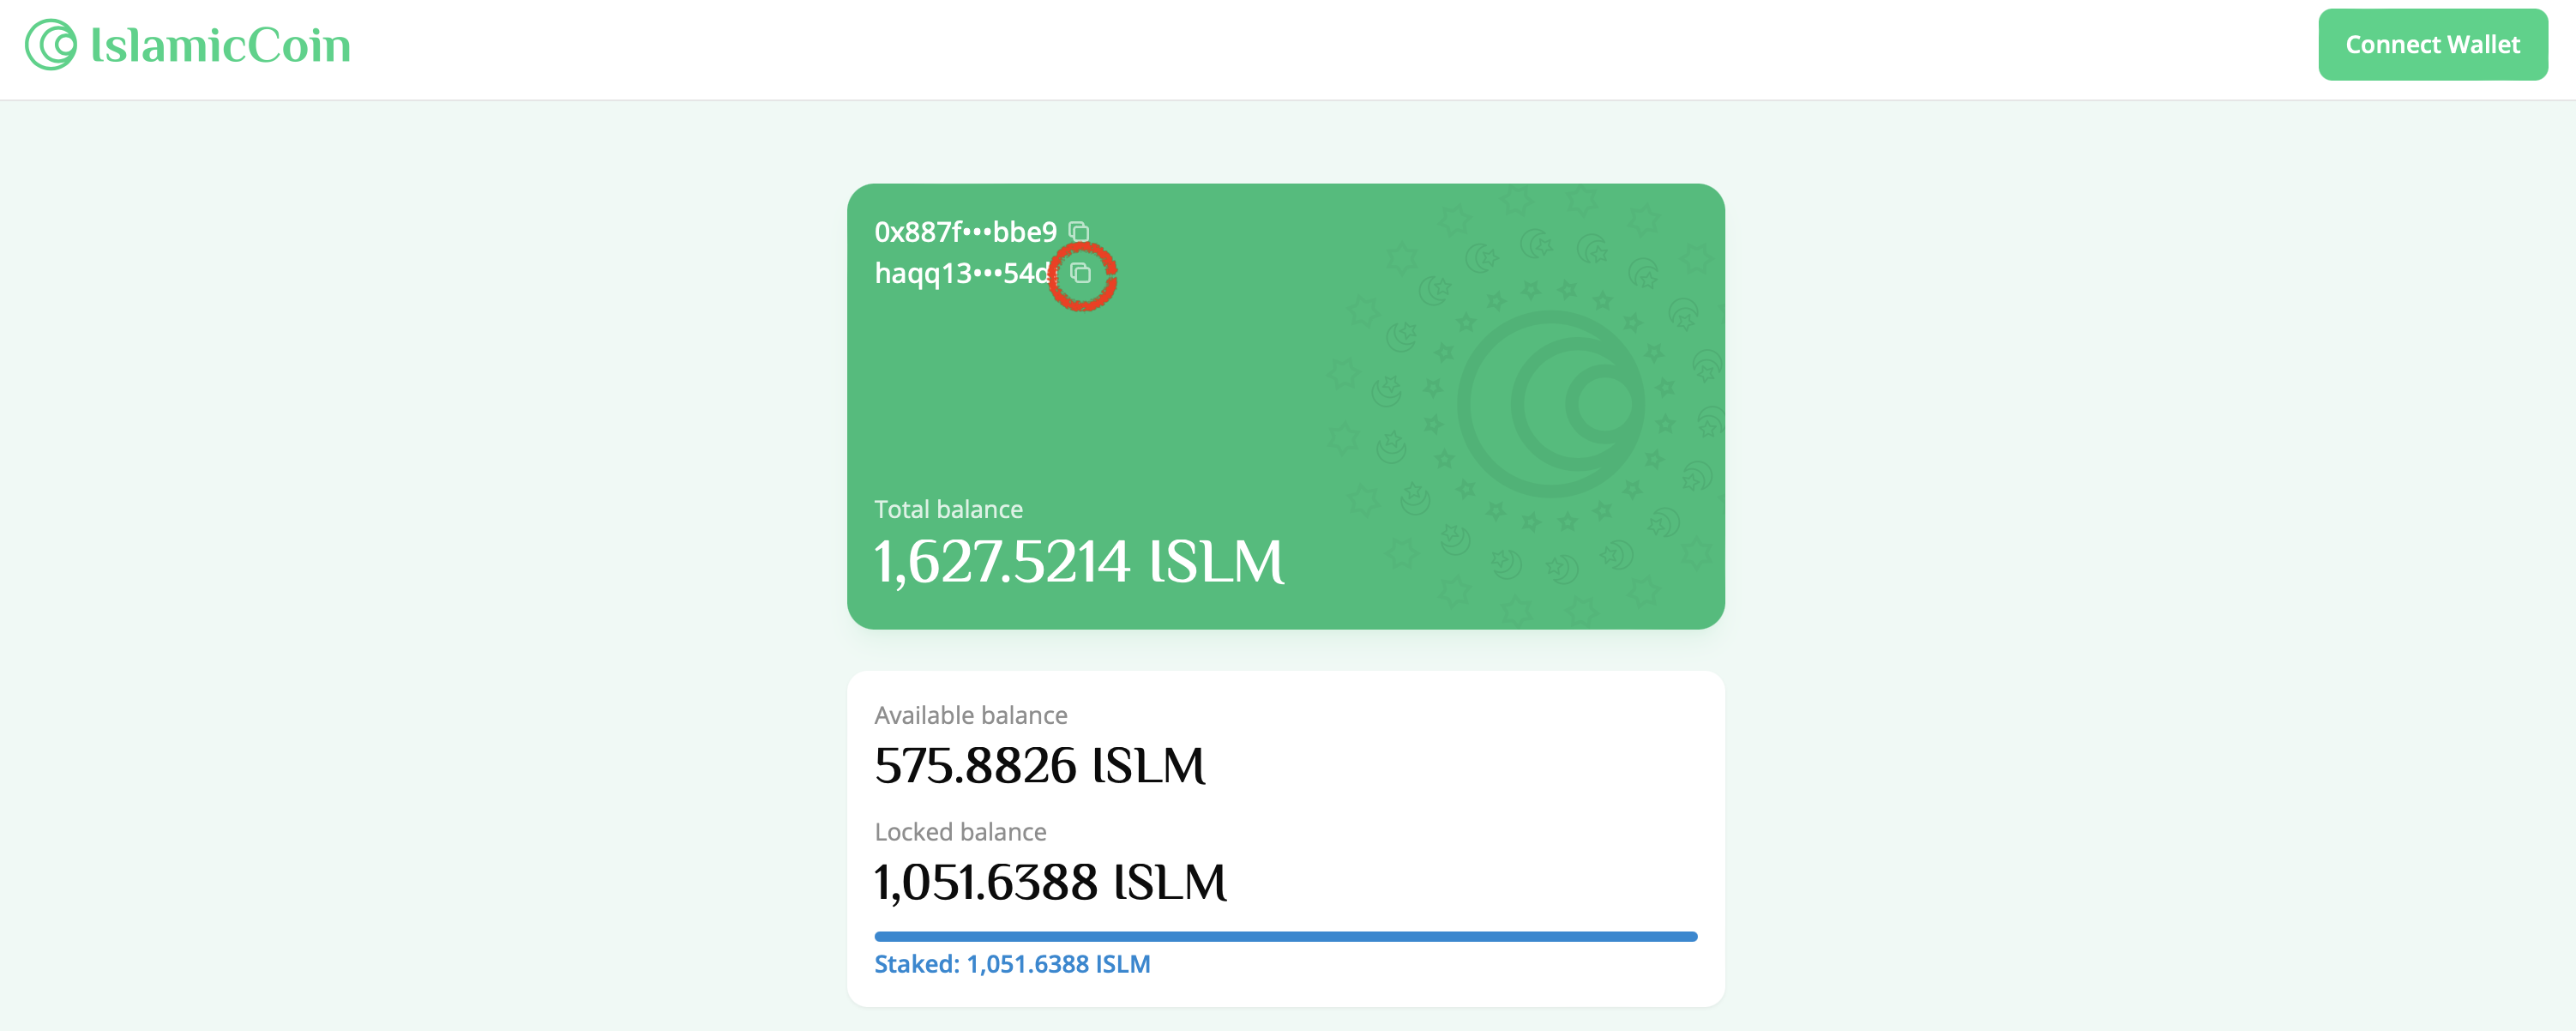 IslamicCoin
Connect Wallet
0x887f•••bbe9
haqq13•••54d
Total balance
1,627.5214 ISLM
Available balance
575.8826 ISLM
Locked balance
1,051.6388 ISLM
Staked: 1,051.6388 ISLM